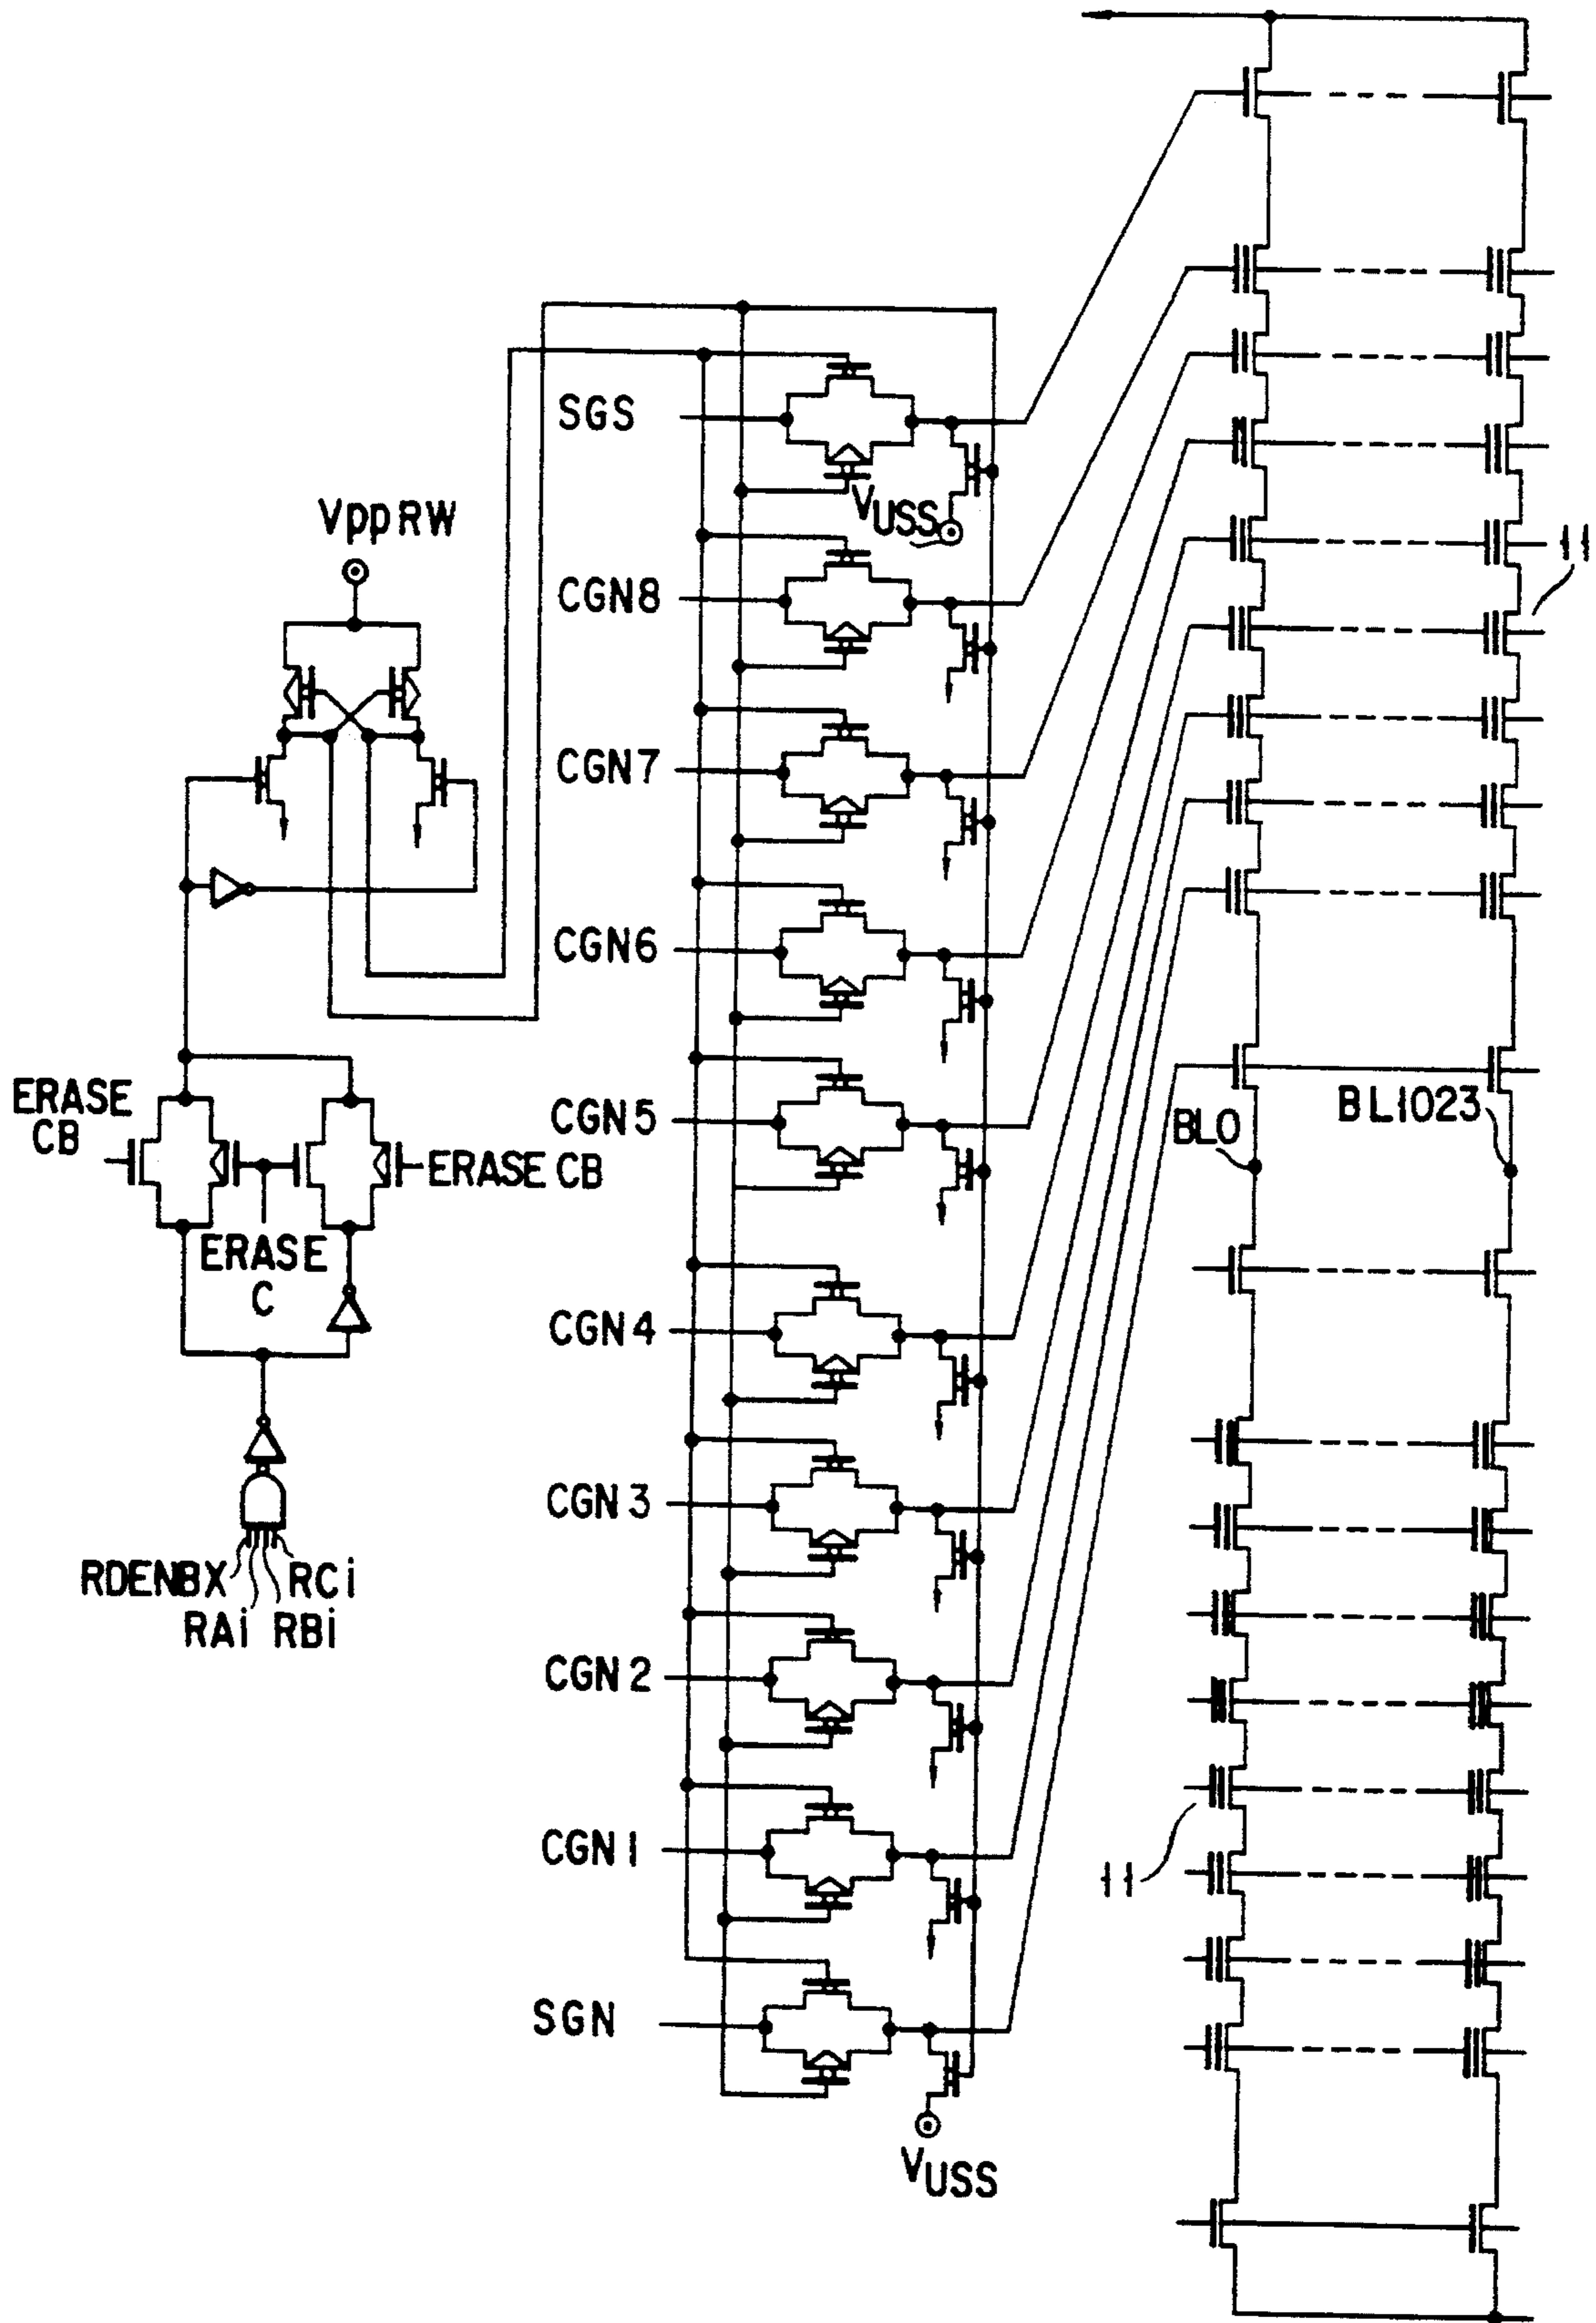 SGS
VUSS
VppRW
CGN8
11
CGN7
CGN6
ERASE
CB
CGN5
BL0
BL1023
ERASE CB
ERASE
C
CGN4
CGN3
RDENBX
RCi
RAi
RBi
CGN2
CGN1
11
SGN
VUSS